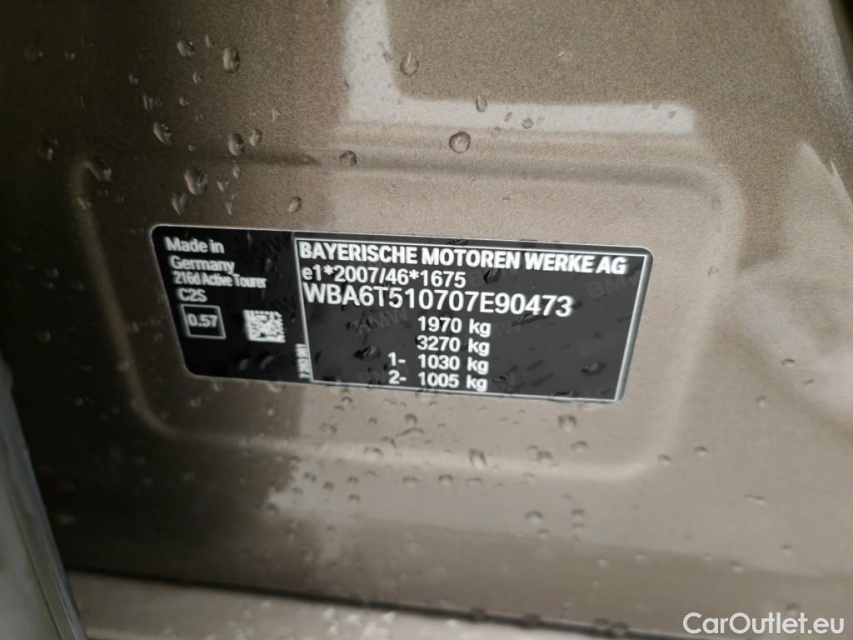 Made in
Germany
216d Active Tourer
C2S
0.57
BAYERISCHE MOTOREN WERKE AG
e1*2007/46*1675
WBA6T510707E90473
1970 kg
3270 kg
1- 1030 kg
2- 1005 kg
CarOutlet.eu